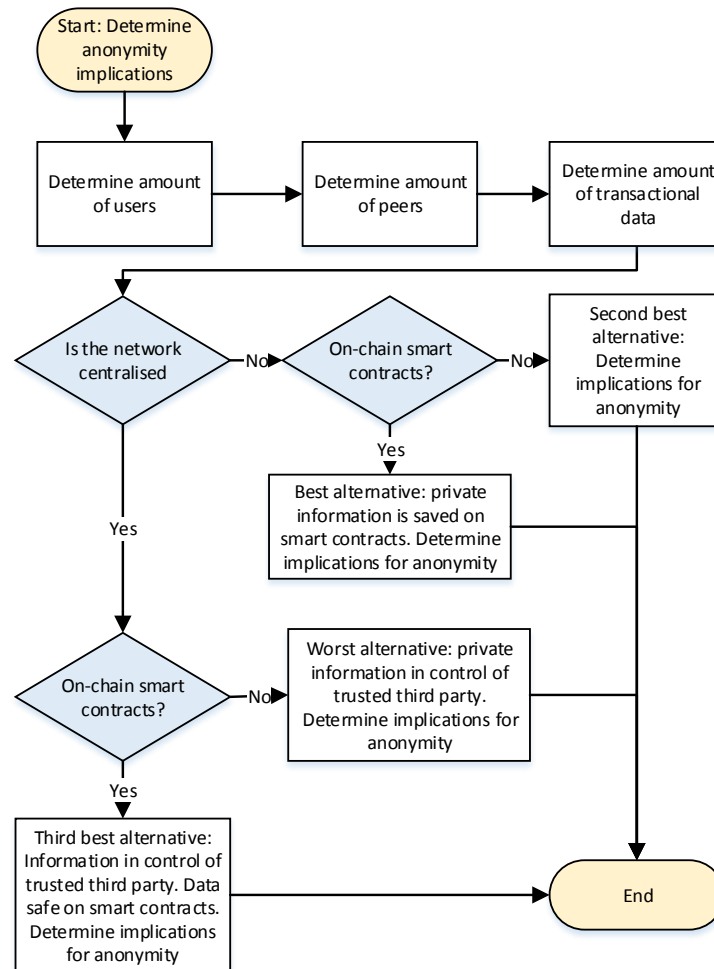 Start: Determine
anonymity
implications
Determine amount
of users
Determine amount
of peers
Determine amount
of transactional
data
Is the network
centralised
No
On-chain smart
contracts?
No
Second best
alternative:
Determine
implications for
anonymity
Yes
Best alternative: private
information is saved on
smart contracts. Determine
implications for anonymity
Yes
On-chain smart
contracts?
No
Worst alternative: private
information in control of
trusted third party.
Determine implications for
anonymity
Yes
Third best alternative:
Information in control of
trusted third party. Data
safe on smart contracts.
Determine implications
for anonymity
End